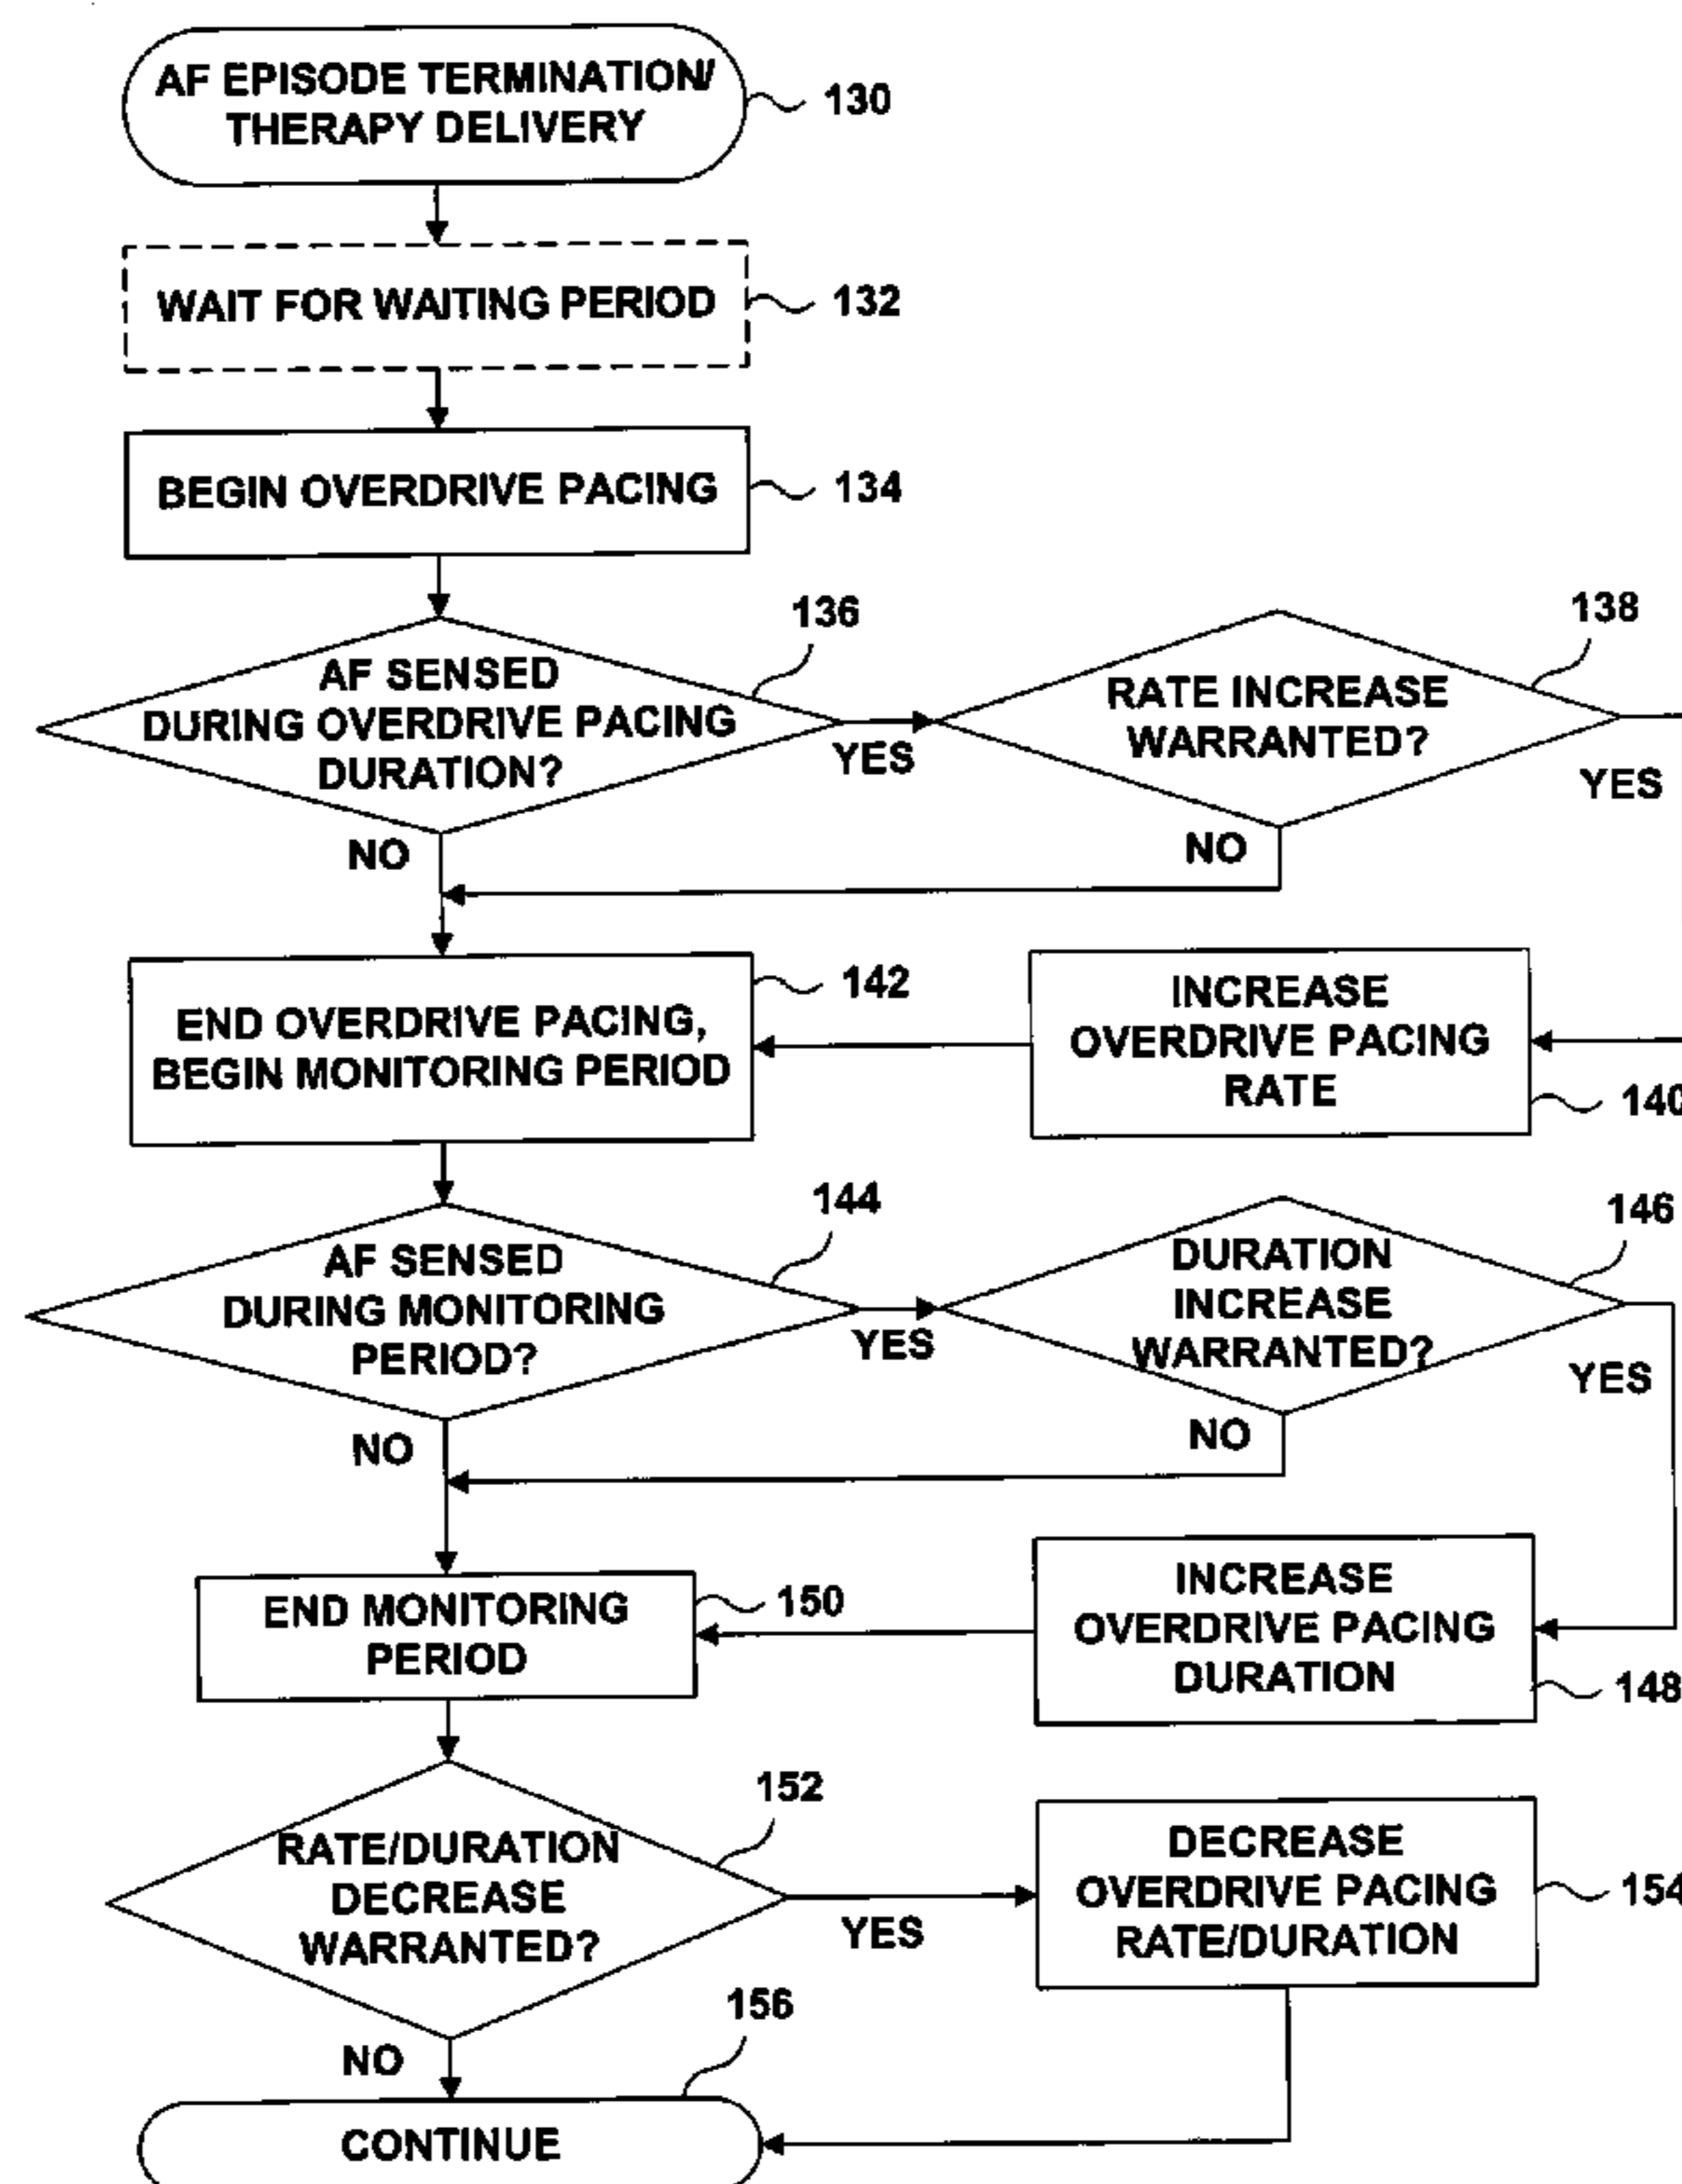 AF EPISODE TERMINATION/
THERAPY DELIVERY
130
WAIT FOR WAITING PERIOD
132
BEGIN OVERDRIVE PACING
134
136
AF SENSED
DURING OVERDRIVE PACING
DURATION?
YES
NO
138
RATE INCREASE
WARRANTED?
YES
NO
END OVERDRIVE PACING,
BEGIN MONITORING PERIOD
142
INCREASE
OVERDRIVE PACING
RATE
140
144
AF SENSED
DURING MONITORING
PERIOD?
YES
NO
146
DURATION
INCREASE
WARRANTED?
YES
NO
END MONITORING
PERIOD
150
INCREASE
OVERDRIVE PACING
DURATION
148
152
RATE/DURATION
DECREASE
WARRANTED?
YES
NO
DECREASE
OVERDRIVE PACING
RATE/DURATION
154
156
CONTINUE